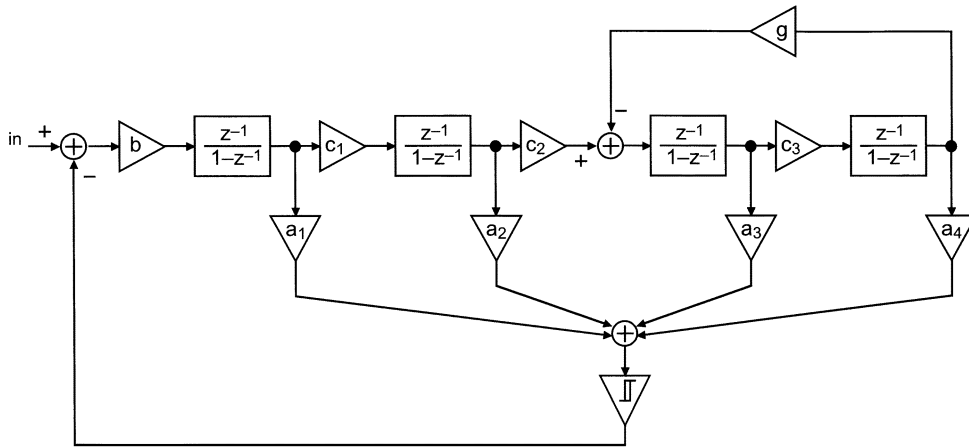 g
in + − b z–1 1–z–1 c1 z–1 1–z–1 c2 + − z–1 1–z–1 c3 z–1 1–z–1
a1 a2 a3 a4